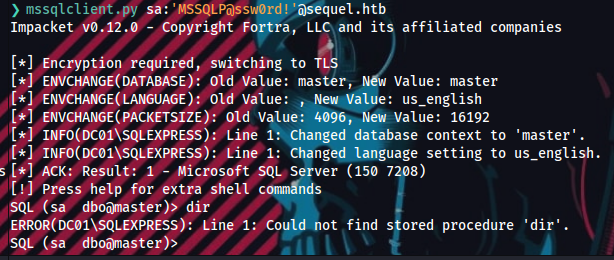 ❯ mssqlclient.py sa:'MSSQLP@ssw0rd!'@sequel.htb
Impacket v0.12.0 - Copyright Fortra, LLC and its affiliated companies
[*] Encryption required, switching to TLS
[*] ENVCHANGE(DATABASE): Old Value: master, New Value: master
[*] ENVCHANGE(LANGUAGE): Old Value: , New Value: us_english
[*] ENVCHANGE(PACKETSIZE): Old Value: 4096, New Value: 16192
[*] INFO(DC01\SQLEXPRESS): Line 1: Changed database context to 'master'.
[*] INFO(DC01\SQLEXPRESS): Line 1: Changed language setting to us_english.
s [*] ACK: Result: 1 - Microsoft SQL Server (150 7208)
[!] Press help for extra shell commands
SQL (sa  dbo@master)> dir
ERROR(DC01\SQLEXPRESS): Line 1: Could not find stored procedure 'dir'.
SQL (sa  dbo@master)>